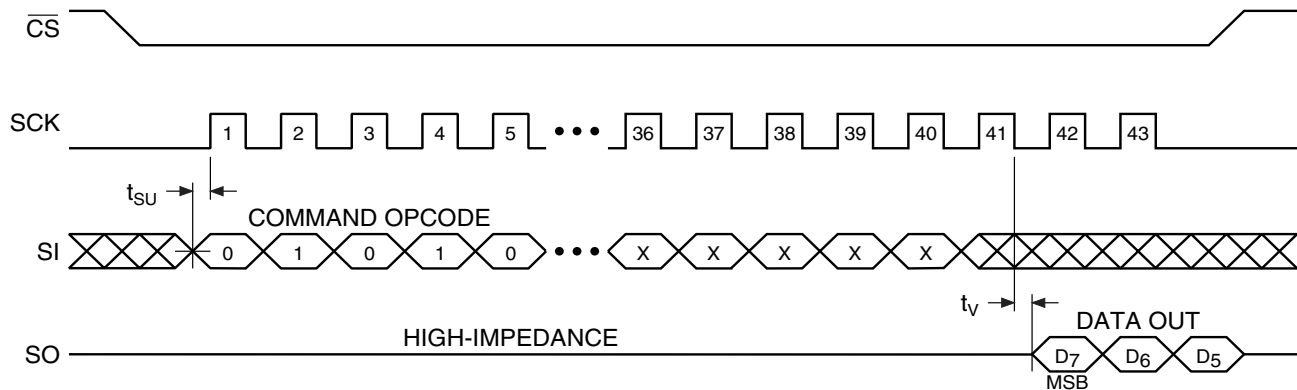 CS
SCK 1 2 3 4 5 ••• 36 37 38 39 40 41 42 43
tSU
COMMAND OPCODE
SI 0 1 0 1 0 ••• X X X X X
tV
HIGH-IMPEDANCE DATA OUT
SO D7 D6 D5
MSB